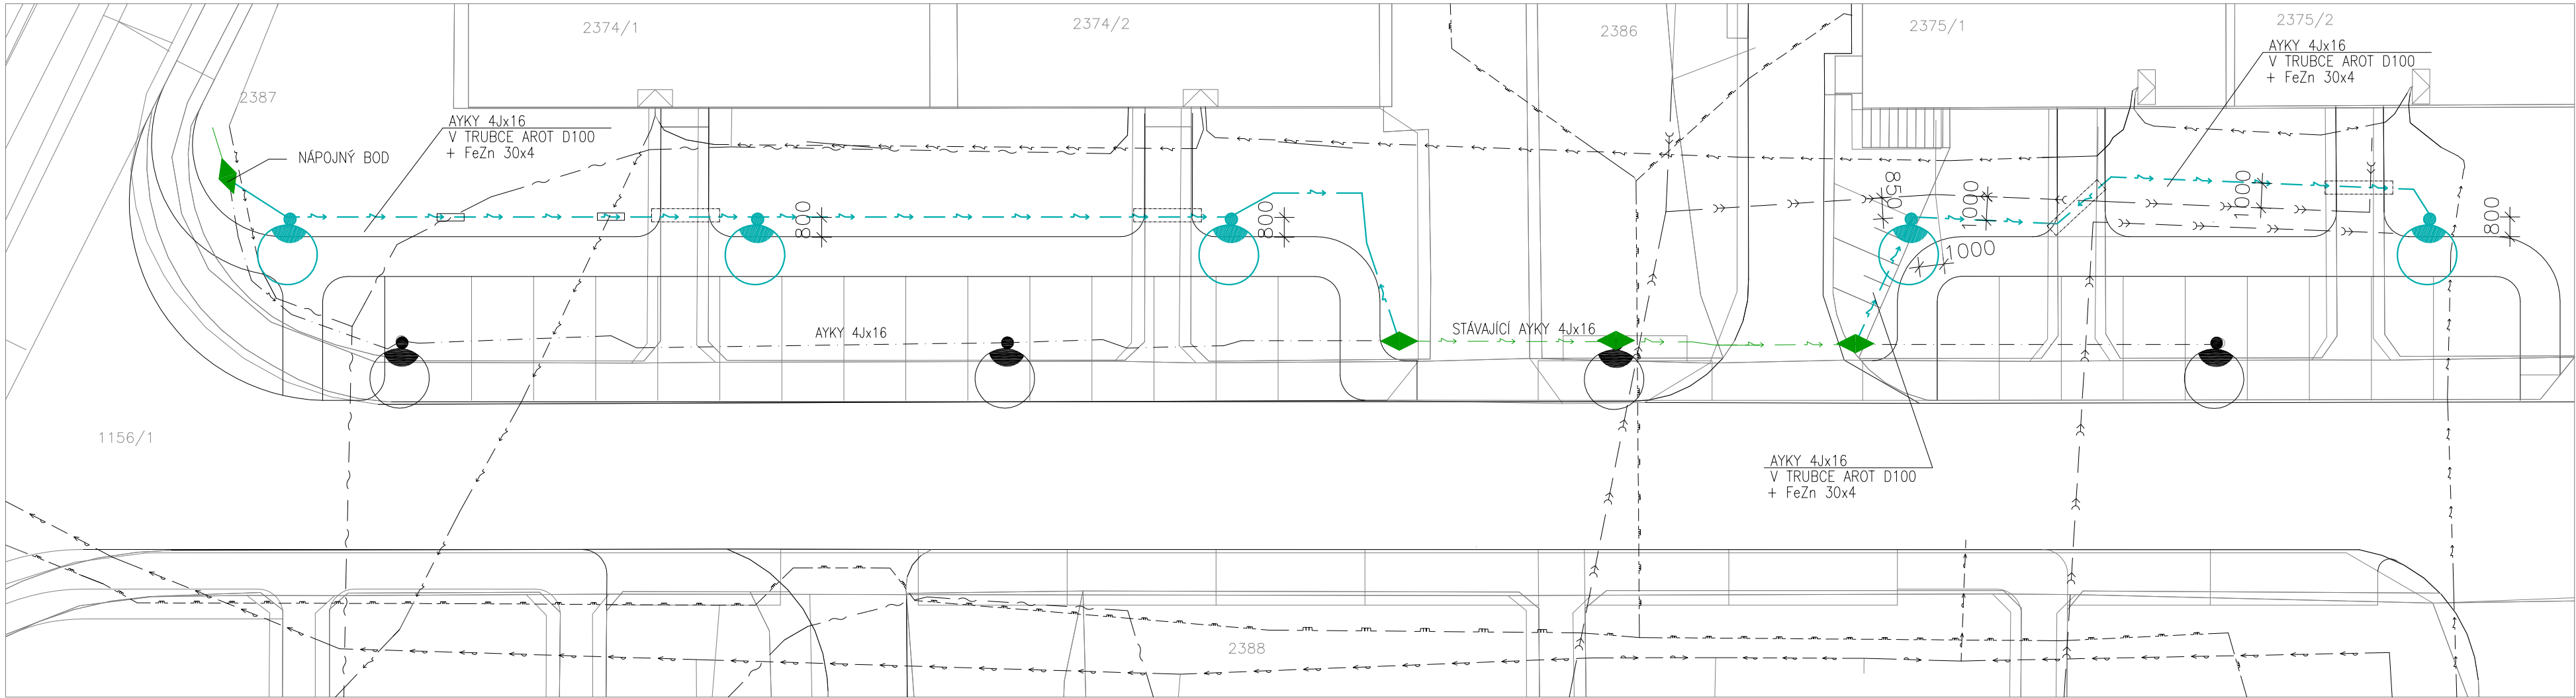 2374/1
2374/2
2386
2375/1
2375/2
AYKY 4Jx16
V TRUBCE AROT D100
+ FeZn 30x4
2387
AYKY 4Jx16
V TRUBCE AROT D100
+ FeZn 30x4
NÁPOJNÝ BOD
800
800
850
1000
1000
1000
800
AYKY 4Jx16
STÁVAJÍCÍ AYKY 4Jx16
1156/1
AYKY 4Jx16
V TRUBCE AROT D100
+ FeZn 30x4
2388